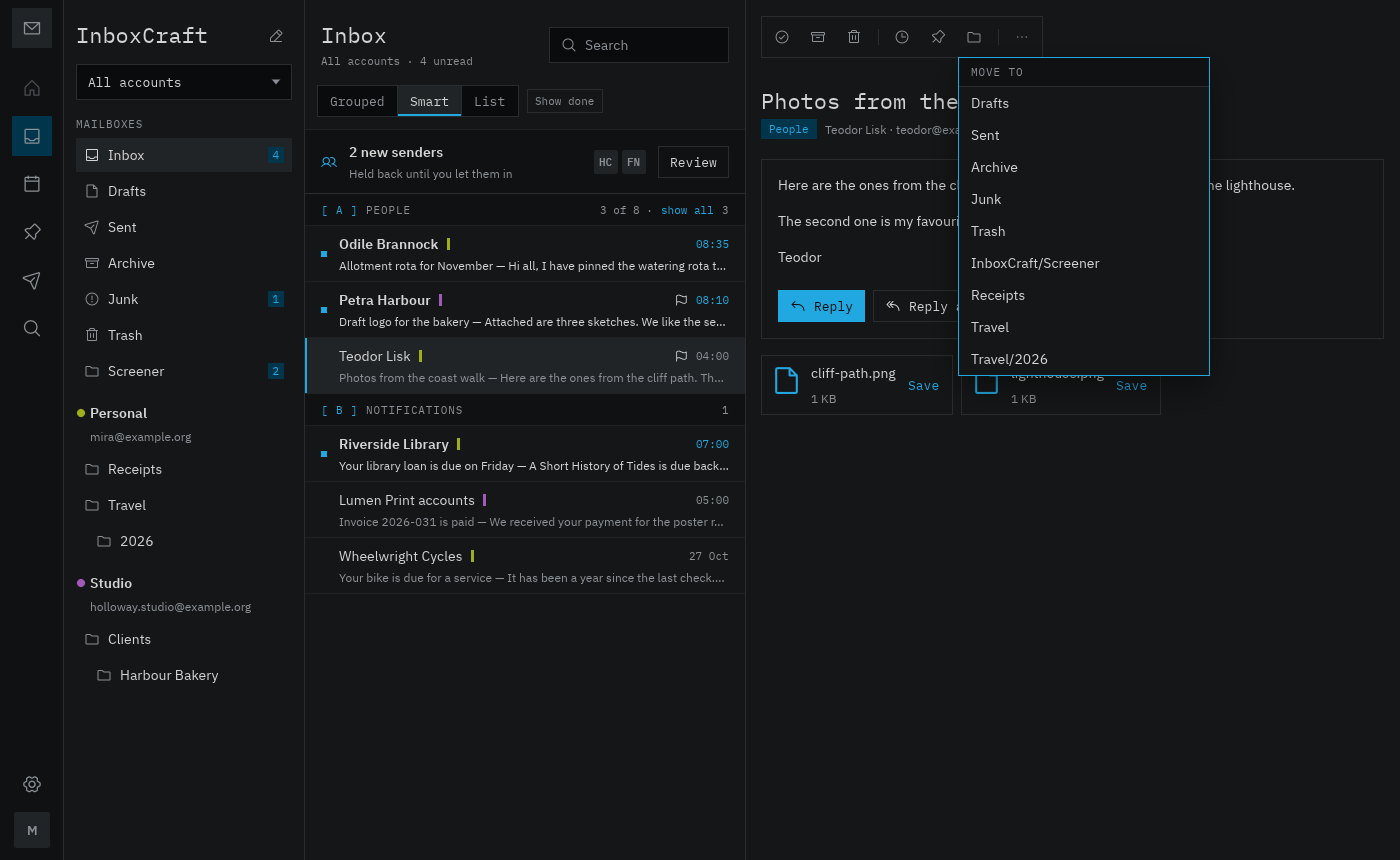 InboxCraft
All accounts
MAILBOXES
Inbox 4
Drafts
Sent
Archive
Junk 1
Trash
Screener 2
Personal
mira@example.org
Receipts
Travel
2026
Studio
holloway.studio@example.org
Clients
Harbour Bakery
M
Inbox
All accounts · 4 unread
Search
Grouped Smart List Show done
2 new senders
Held back until you let them in
HC FN Review
[ A ] PEOPLE 3 of 8 · show all 3
Odile Brannock 08:35
Allotment rota for November — Hi all, I have pinned the watering rota t…
Petra Harbour 08:10
Draft logo for the bakery — Attached are three sketches. We like the se…
Teodor Lisk 04:00
Photos from the coast walk — Here are the ones from the cliff path. Th…
[ B ] NOTIFICATIONS 1
Riverside Library 07:00
Your library loan is due on Friday — A Short History of Tides is due back…
Lumen Print accounts 05:00
Invoice 2026-031 is paid — We received your payment for the poster r…
Wheelwright Cycles 27 Oct
Your bike is due for a service — It has been a year since the last check.…
Photos from the
People Teodor Lisk · teodor@exa
Here are the ones from the cl
he lighthouse.
The second one is my favouri
Teodor
Reply Reply a
MOVE TO
Drafts
Sent
Archive
Junk
Trash
InboxCraft/Screener
Receipts
Travel
Travel/2026
cliff-path.png
1 KB Save
lighthouse.png
1 KB Save